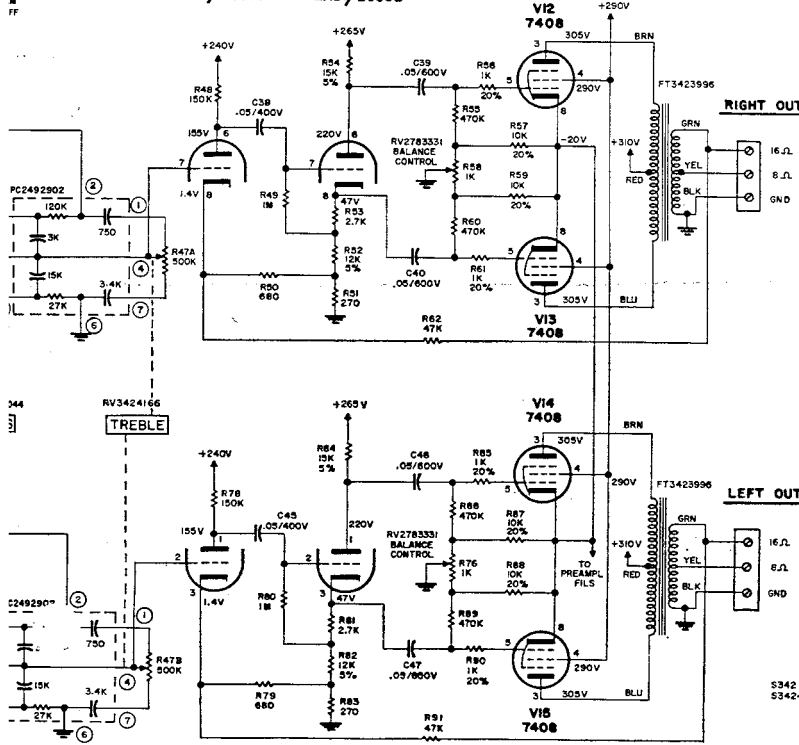 FF
+290V
V12
7408
3 305V BRN
+265V
+240V
R54
15K
5%
C39
.05/600V
R56
1K
20%
5
4
290V
FT3423996
RIGHT OUT
R48
150K
C38
.05/400V
R55
470K
8
GRN
155V 6
220V 6
R57
10K
20%
-20V
+310V
16Ω
RV2783331
BALANCE
CONTROL
R58
1K
YEL
8Ω
7
7
R59
10K
20%
RED
BLK
GND
PC2492902
2
1.4V 8
R49
1M
8 47V
R53
2.7K
120K
1
750
R60
470K
8
3K
R47A
500K
4
R52
12K
5%
5
4
15K
C40
.05/600V
R61
1K
20%
290V
3.4K
R50
680
R51
270
3 305V BLU
27K
7
6
R62
47K
V13
7408
V14
7408
044
S
RV3424166
TREBLE
+265V
3 305V BRN
+240V
R84
15K
5%
C46
.05/600V
R85
1K
20%
4
290V
5
FT3423996
LEFT OUT
R78
150K
C45
.05/400V
R86
470K
8
GRN
155V 1
220V
1
R87
10K
20%
+310V
16Ω
RV2783331
BALANCE
CONTROL
R76
1K
TO
PREAMPL
FILS
YEL
8Ω
2
2
R88
10K
20%
RED
BLK
GND
3 1.4V
R80
1M
3 47V
C2492902
2
1
750
R81
2.7K
R89
470K
8
R47B
500K
4
R82
12K
5%
5
4
15K
C47
.05/600V
R90
1K
20%
290V
3.4K
R79
680
R83
270
3 305V BLU
27K
7
6
R91
47K
V15
7408
S342
S342